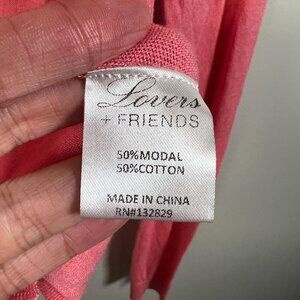 Lovers
+ FRIENDS
50%MODAL
50%COTTON
MADE IN CHINA
RN#132829